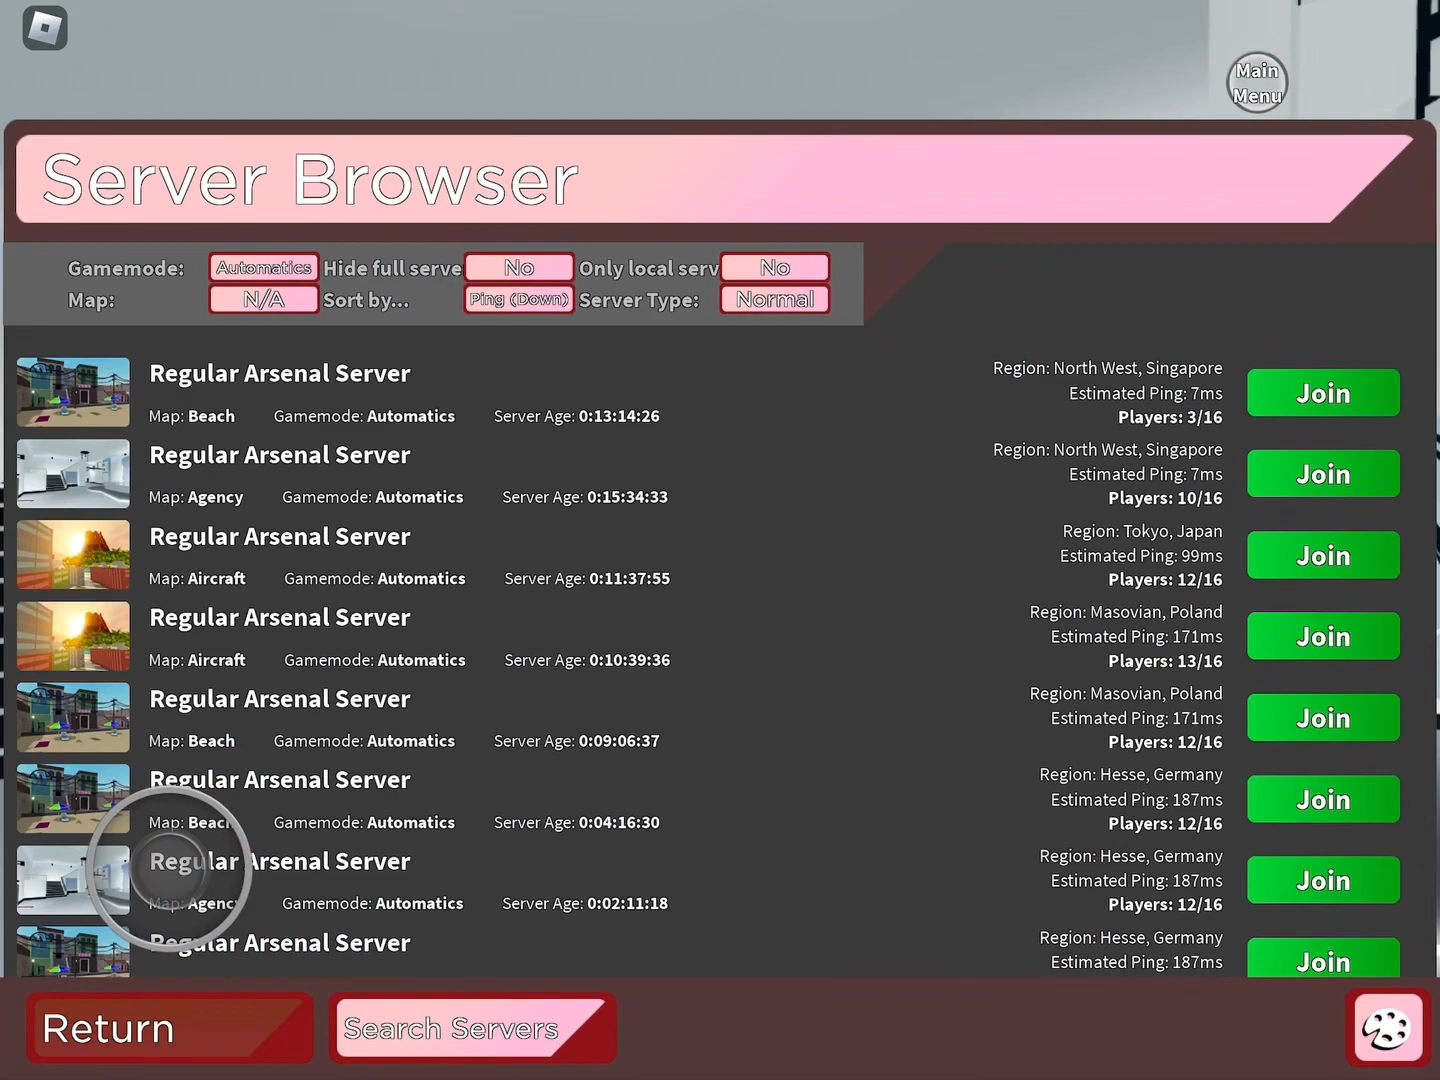 Main
Menu
Server Browser
Gamemode: Automatics Hide full serve No Only local serv No
Map: N/A Sort by... Ping (Down) Server Type: Normal
Regular Arsenal Server
Map: Beach Gamemode: Automatics Server Age: 0:13:14:26
Region: North West, Singapore
Estimated Ping: 7ms
Players: 3/16
Join
Regular Arsenal Server
Map: Agency Gamemode: Automatics Server Age: 0:15:34:33
Region: North West, Singapore
Estimated Ping: 7ms
Players: 10/16
Join
Regular Arsenal Server
Map: Aircraft Gamemode: Automatics Server Age: 0:11:37:55
Region: Tokyo, Japan
Estimated Ping: 99ms
Players: 12/16
Join
Regular Arsenal Server
Map: Aircraft Gamemode: Automatics Server Age: 0:10:39:36
Region: Masovian, Poland
Estimated Ping: 171ms
Players: 13/16
Join
Regular Arsenal Server
Map: Beach Gamemode: Automatics Server Age: 0:09:06:37
Region: Masovian, Poland
Estimated Ping: 171ms
Players: 12/16
Join
Regular Arsenal Server
Map: Beach Gamemode: Automatics Server Age: 0:04:16:30
Region: Hesse, Germany
Estimated Ping: 187ms
Players: 12/16
Join
Regular Arsenal Server
Map: Agency Gamemode: Automatics Server Age: 0:02:11:18
Region: Hesse, Germany
Estimated Ping: 187ms
Players: 12/16
Join
Regular Arsenal Server
Region: Hesse, Germany
Estimated Ping: 187ms
Join
Return
Search Servers